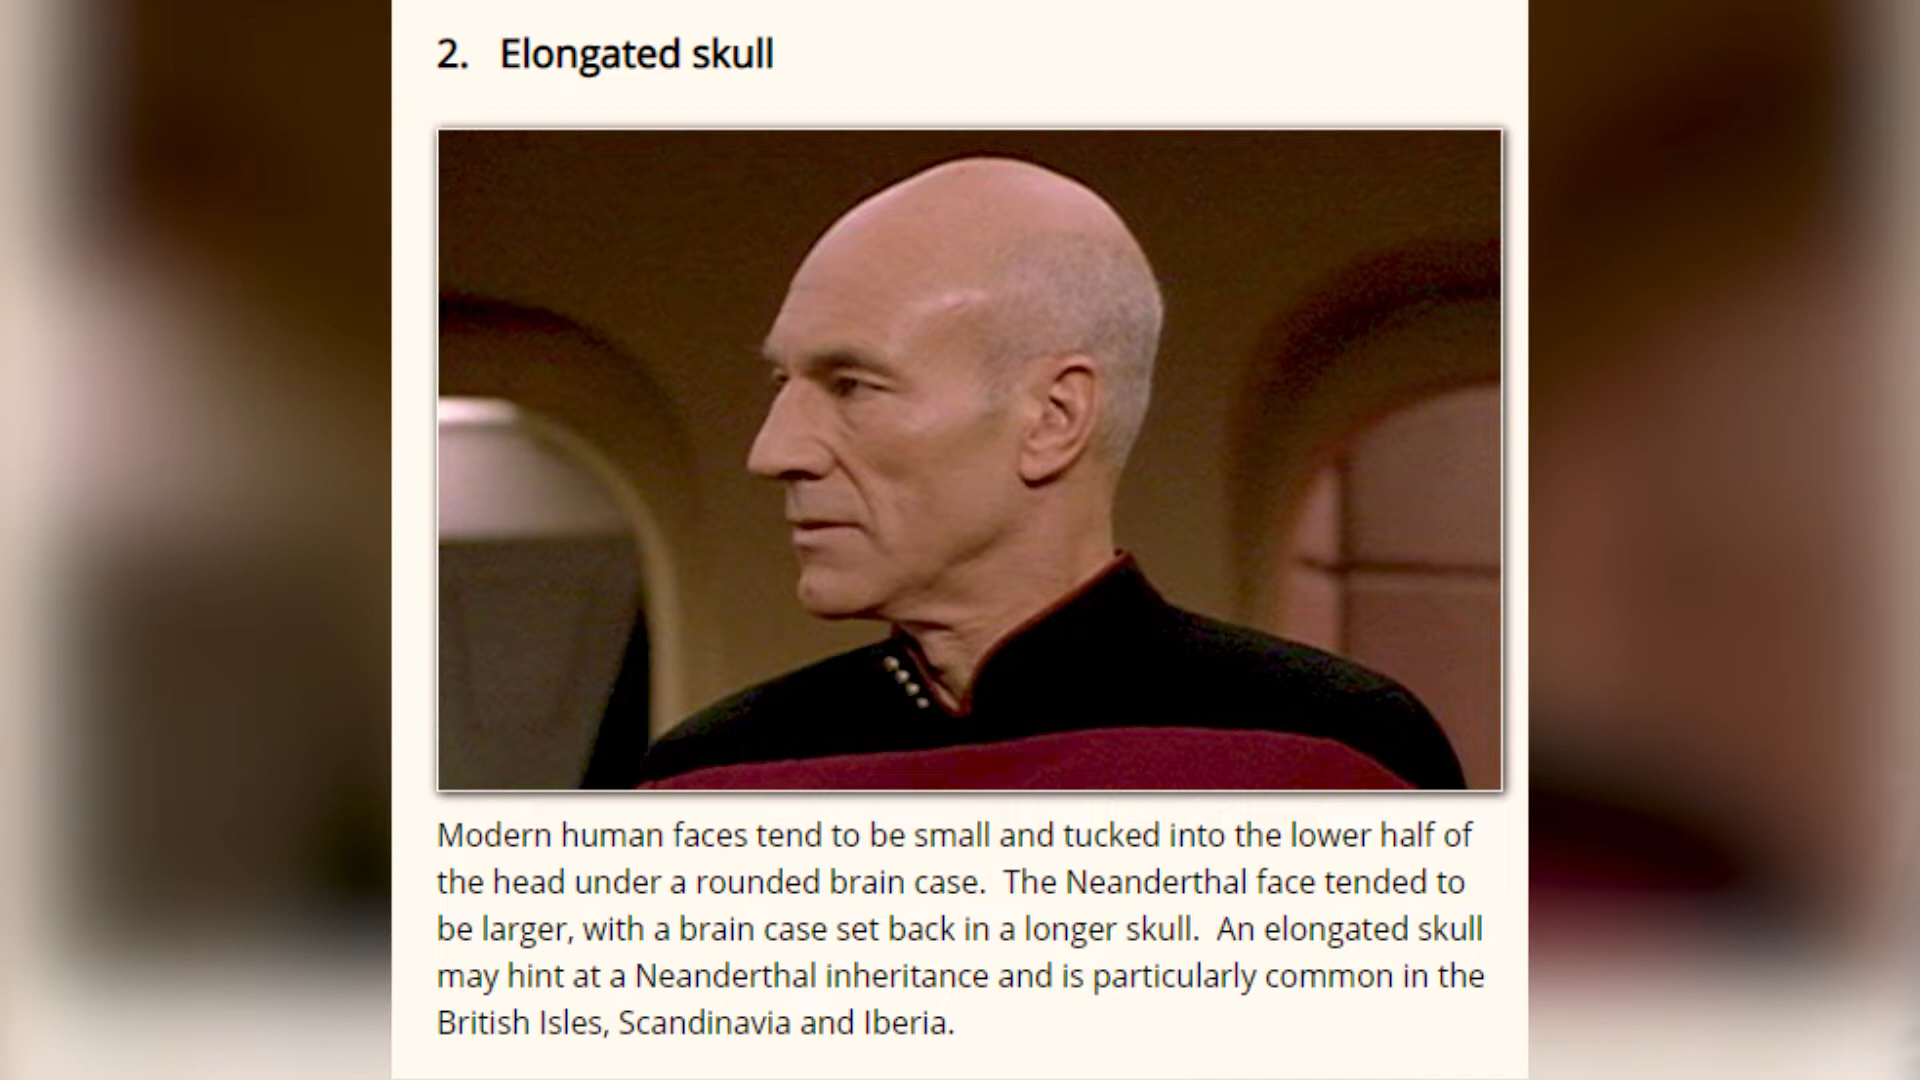 2. Elongated skull
Modern human faces tend to be small and tucked into the lower half of
the head under a rounded brain case. The Neanderthal face tended to
be larger, with a brain case set back in a longer skull. An elongated skull
may hint at a Neanderthal inheritance and is particularly common in the
British Isles, Scandinavia and Iberia.